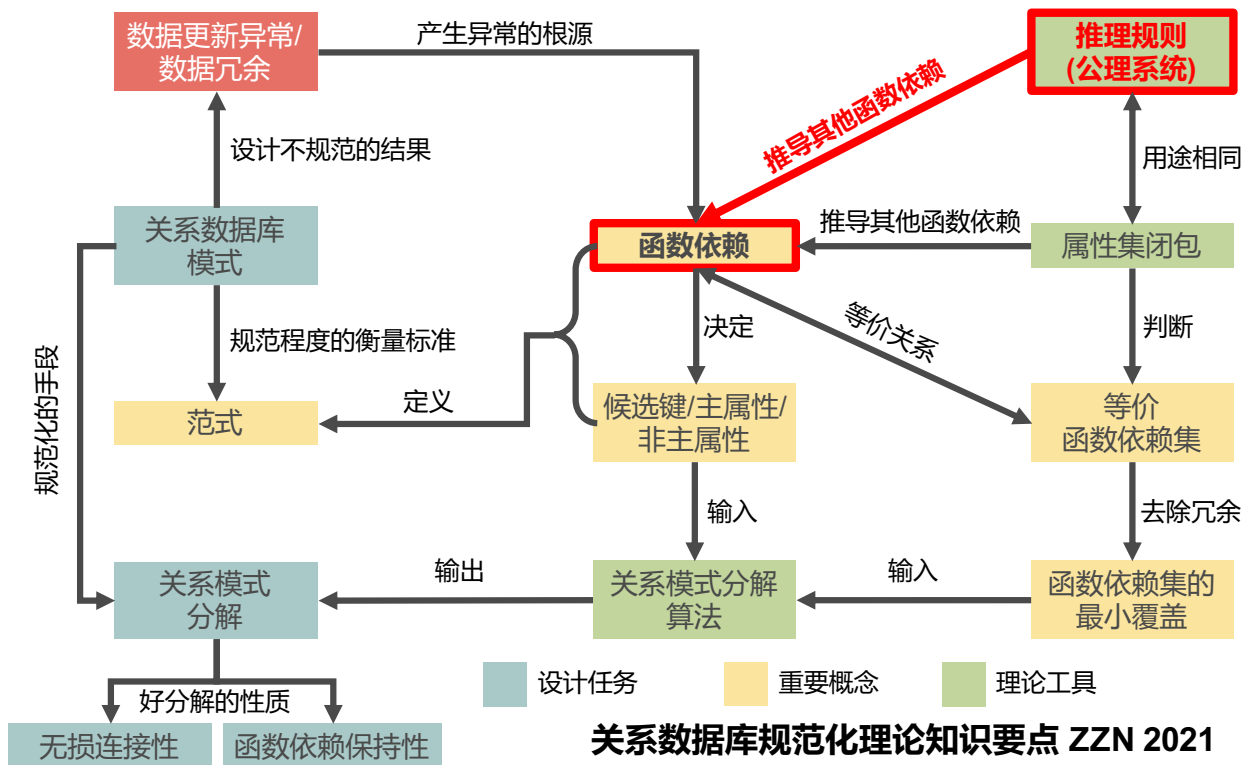 数据更新异常/
数据冗余
产生异常的根源
推理规则
(公理系统)
推导其他函数依赖
设计不规范的结果
用途相同
关系数据库
模式
函数依赖
推导其他函数依赖
属性集闭包
规范程度的衡量标准
决定
等价关系
判断
规范化的手段
范式
定义
候选键/主属性/
非主属性
等价
函数依赖集
输入
去除冗余
关系模式
分解
输出
关系模式分解
算法
输入
函数依赖集的
最小覆盖
好分解的性质
设计任务
重要概念
理论工具
无损连接性
函数依赖保持性
关系数据库规范化理论知识要点 ZZN 2021